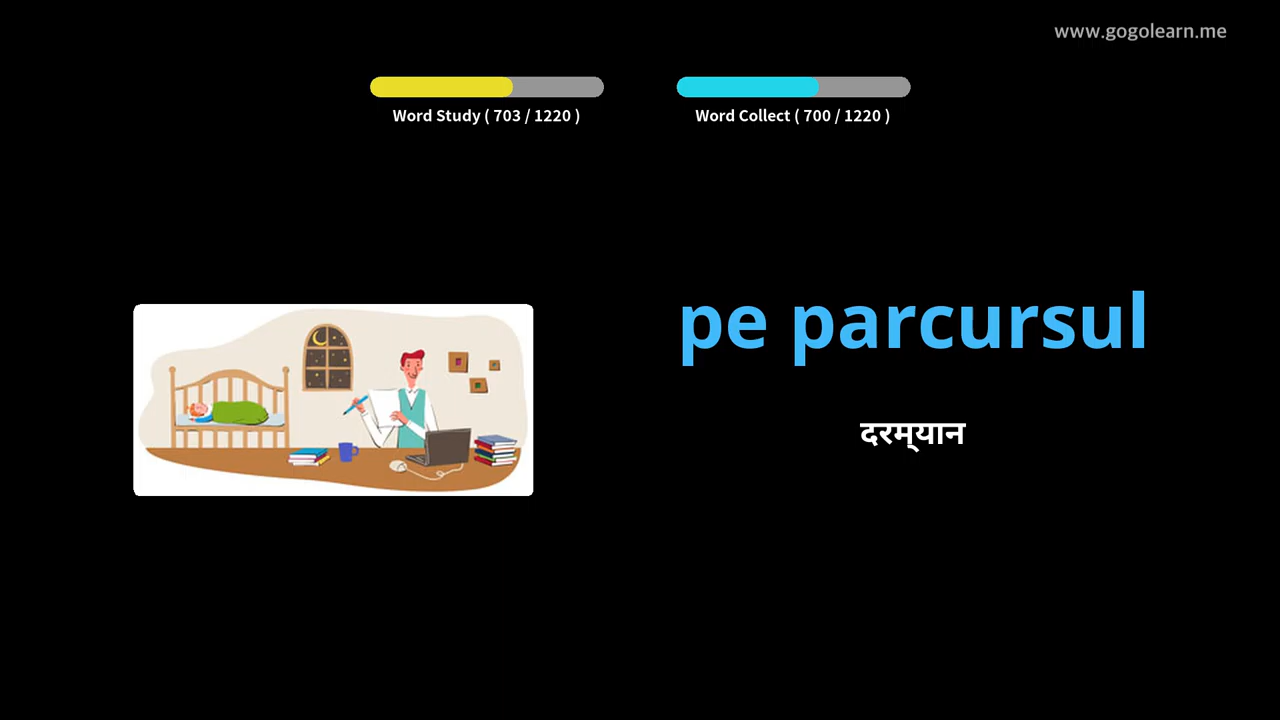 www.gogolearn.me
Word Study ( 703 / 1220 )
Word Collect ( 700 / 1220 )
pe parcursul
दरम्यान